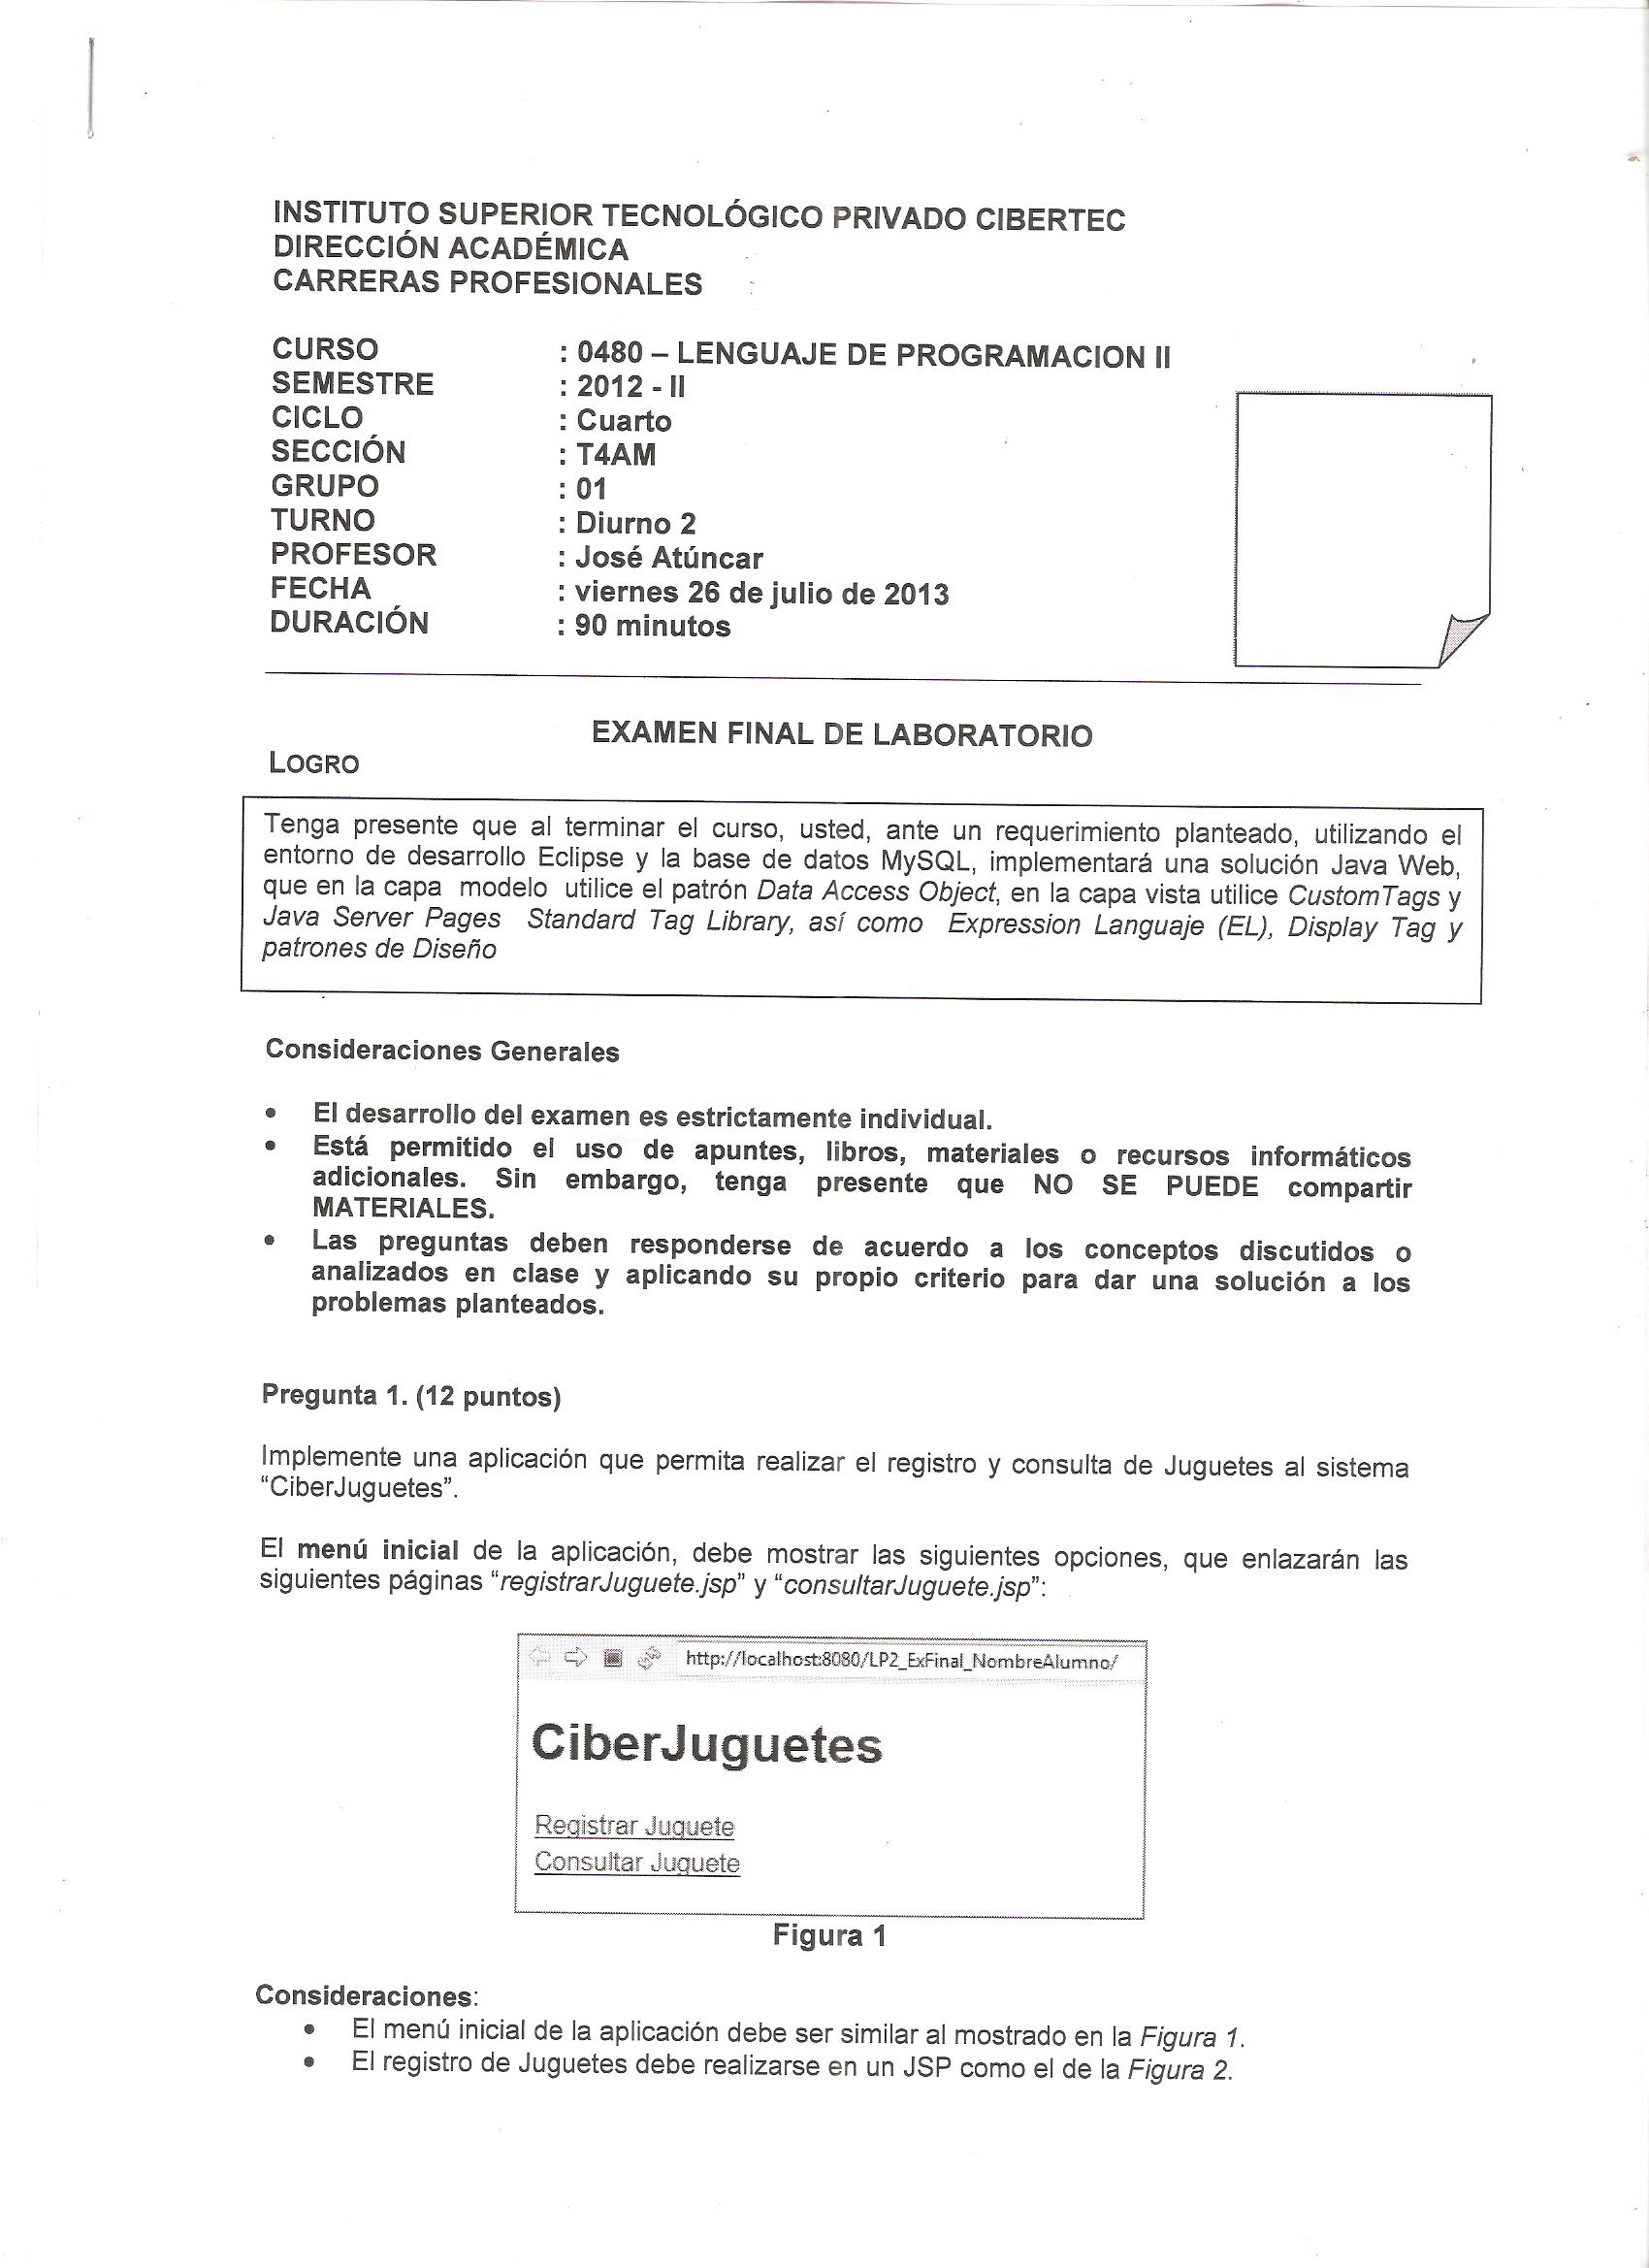 INSTITUTO SUPERIOR TECNOLÓGICO PRIVADO CIBERTEC
DIRECCIÓN ACADÉMICA
CARRERAS PROFESIONALES
CURSO : 0480 – LENGUAJE DE PROGRAMACION II
SEMESTRE : 2012 - II
CICLO : Cuarto
SECCIÓN : T4AM
GRUPO : 01
TURNO : Diurno 2
PROFESOR : José Atúncar
FECHA : viernes 26 de julio de 2013
DURACIÓN : 90 minutos
EXAMEN FINAL DE LABORATORIO
LOGRO
Tenga presente que al terminar el curso, usted, ante un requerimiento planteado, utilizando el
entorno de desarrollo Eclipse y la base de datos MySQL, implementará una solución Java Web,
que en la capa modelo utilice el patrón Data Access Object, en la capa vista utilice CustomTags y
Java Server Pages Standard Tag Library, así como Expression Languaje (EL), Display Tag y
patrones de Diseño
Consideraciones Generales
• El desarrollo del examen es estrictamente individual.
• Está permitido el uso de apuntes, libros, materiales o recursos informáticos
adicionales. Sin embargo, tenga presente que NO SE PUEDE compartir
MATERIALES.
• Las preguntas deben responderse de acuerdo a los conceptos discutidos o
analizados en clase y aplicando su propio criterio para dar una solución a los
problemas planteados.
Pregunta 1. (12 puntos)
Implemente una aplicación que permita realizar el registro y consulta de Juguetes al sistema
“CiberJuguetes”.
El menú inicial de la aplicación, debe mostrar las siguientes opciones, que enlazarán las
siguientes páginas “registrarJuguete.jsp” y “consultarJuguete.jsp”:
http://localhost:8080/LP2_ExFinal_NombreAlumno/
CiberJuguetes
Registrar Juguete
Consultar Juguete
Figura 1
Consideraciones:
• El menú inicial de la aplicación debe ser similar al mostrado en la Figura 1.
• El registro de Juguetes debe realizarse en un JSP como el de la Figura 2.